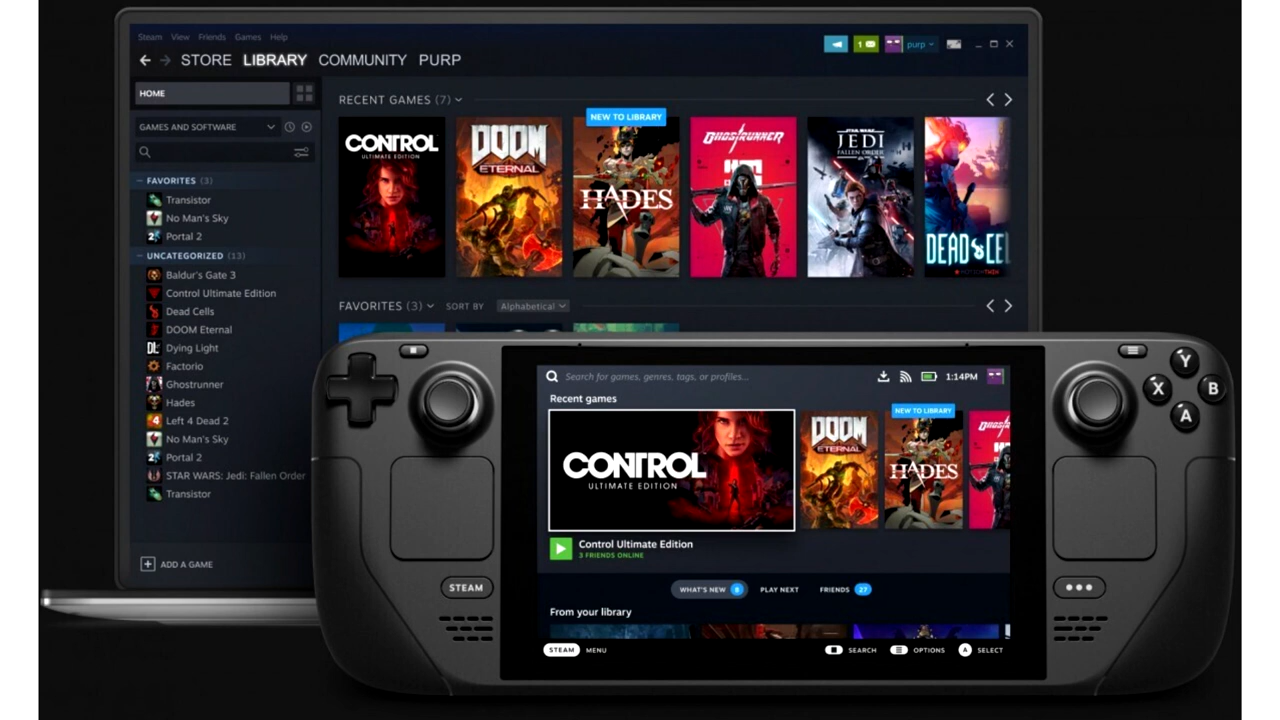 Steam View Friends Games Help
1 purp
STORE LIBRARY COMMUNITY PURP
HOME
RECENT GAMES (7)
GAMES AND SOFTWARE
NEW TO LIBRARY
CONTROL
ULTIMATE EDITION
DOOM
ETERNAL
HADES
GHOSTRUNNER
STAR WARS
JEDI
FALLEN ORDER
DEAD CEL
MOTION TWIN
FAVORITES (3)
Transistor
No Man's Sky
Portal 2
UNCATEGORIZED (13)
Baldur's Gate 3
Control Ultimate Edition
Dead Cells
DOOM Eternal
Dying Light
Factorio
Ghostrunner
Hades
Left 4 Dead 2
No Man's Sky
Portal 2
STAR WARS: Jedi: Fallen Order
Transistor
ADD A GAME
FAVORITES (3) SORT BY Alphabetical
Y
X
B
A
STEAM
Search for games, genres, tags, or profiles...
1:14PM
Recent games
NEW TO LIBRARY
CONTROL
ULTIMATE EDITION
DOOM
ETERNAL
HADES
Control Ultimate Edition
3 FRIENDS ONLINE
WHAT'S NEW 8 PLAY NEXT FRIENDS 27
From your library
STEAM MENU
SEARCH OPTIONS A SELECT